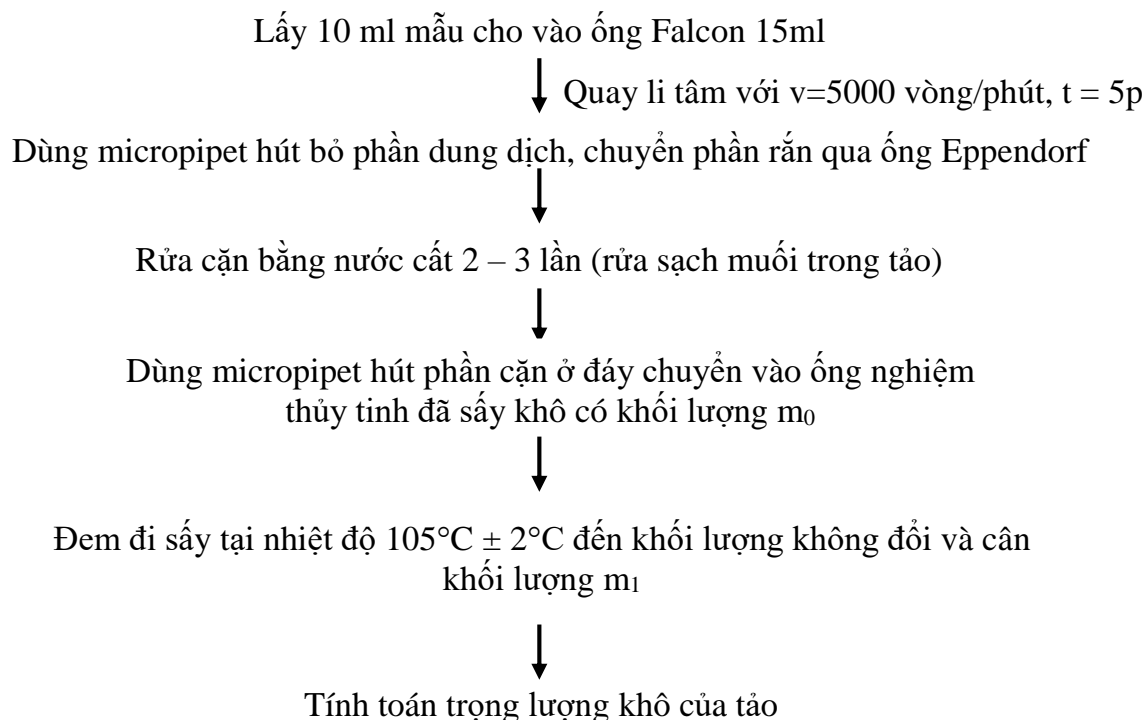 Lấy 10 ml mẫu cho vào ống Falcon 15ml
Quay li tâm với v=5000 vòng/phút, t = 5p
Dùng micropipet hút bỏ phần dung dịch, chuyển phần rắn qua ống Eppendorf
Rửa cặn bằng nước cất 2 – 3 lần (rửa sạch muối trong tảo)
Dùng micropipet hút phần cặn ở đáy chuyển vào ống nghiệm
thủy tinh đã sấy khô có khối lượng m₀
Đem đi sấy tại nhiệt độ 105°C ± 2°C đến khối lượng không đổi và cân
khối lượng m₁
Tính toán trọng lượng khô của tảo